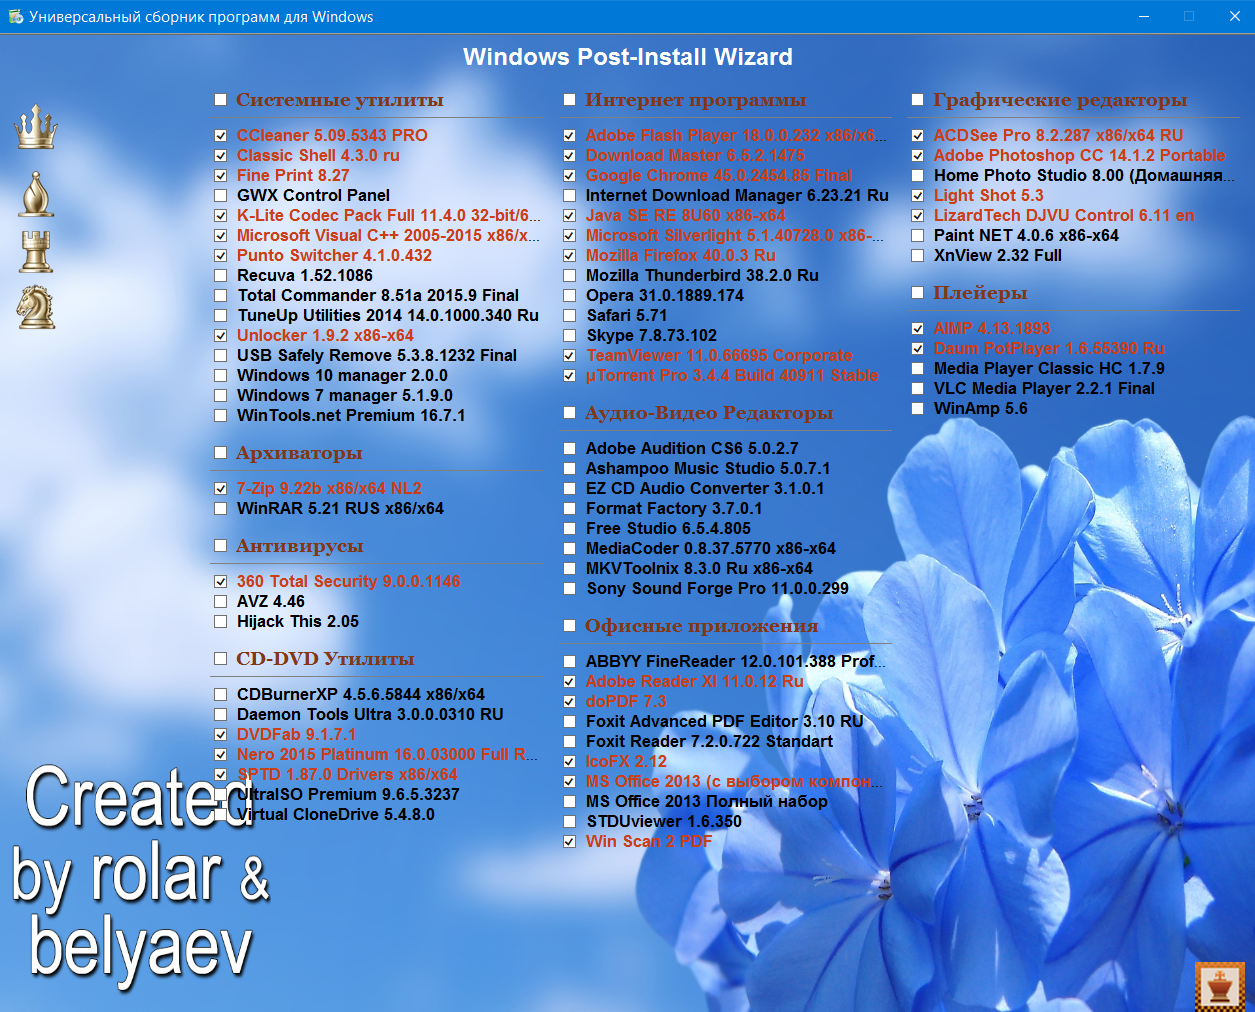 Универсальный сборник программ для Windows
Windows Post-Install Wizard
Системные утилиты
CCleaner 5.09.5343 PRO
Classic Shell 4.3.0 ru
Fine Print 8.27
GWX Control Panel
K-Lite Codec Pack Full 11.4.0 32-bit/6...
Microsoft Visual C++ 2005-2015 x86/x...
Punto Switcher 4.1.0.432
Recuva 1.52.1086
Total Commander 8.51a 2015.9 Final
TuneUp Utilities 2014 14.0.1000.340 Ru
Unlocker 1.9.2 x86-x64
USB Safely Remove 5.3.8.1232 Final
Windows 10 manager 2.0.0
Windows 7 manager 5.1.9.0
WinTools.net Premium 16.7.1
Архиваторы
7-Zip 9.22b x86/x64 NL2
WinRAR 5.21 RUS x86/x64
Антивирусы
360 Total Security 9.0.0.1146
AVZ 4.46
Hijack This 2.05
CD-DVD Утилиты
CDBurnerXP 4.5.6.5844 x86/x64
Daemon Tools Ultra 3.0.0.0310 RU
DVDFab 9.1.7.1
Nero 2015 Platinum 16.0.03000 Full R...
SPTD 1.87.0 Drivers x86/x64
UltraISO Premium 9.6.5.3237
Virtual CloneDrive 5.4.8.0
Интернет программы
Adobe Flash Player 18.0.0.232 x86/x6...
Download Master 6.5.2.1475
Google Chrome 45.0.2454.85 Final
Internet Download Manager 6.23.21 Ru
Java SE RE 8U60 x86-x64
Microsoft Silverlight 5.1.40728.0 x86-...
Mozilla Firefox 40.0.3 Ru
Mozilla Thunderbird 38.2.0 Ru
Opera 31.0.1889.174
Safari 5.71
Skype 7.8.73.102
TeamViewer 11.0.66695 Corporate
µTorrent Pro 3.4.4 Build 40911 Stable
Аудио-Видео Редакторы
Adobe Audition CS6 5.0.2.7
Ashampoo Music Studio 5.0.7.1
EZ CD Audio Converter 3.1.0.1
Format Factory 3.7.0.1
Free Studio 6.5.4.805
MediaCoder 0.8.37.5770 x86-x64
MKVToolnix 8.3.0 Ru x86-x64
Sony Sound Forge Pro 11.0.0.299
Офисные приложения
ABBYY FineReader 12.0.101.388 Prof...
Adobe Reader XI 11.0.12 Ru
doPDF 7.3
Foxit Advanced PDF Editor 3.10 RU
Foxit Reader 7.2.0.722 Standart
IcoFX 2.12
MS Office 2013 (с выбором компон...
MS Office 2013 Полный набор
STDUviewer 1.6.350
Win Scan 2 PDF
Графические редакторы
ACDSee Pro 8.2.287 x86/x64 RU
Adobe Photoshop CC 14.1.2 Portable
Home Photo Studio 8.00 (Домашняя...
Light Shot 5.3
LizardTech DJVU Control 6.11 en
Paint NET 4.0.6 x86-x64
XnView 2.32 Full
Плейеры
AIMP 4.13.1893
Daum PotPlayer 1.6.55390 Ru
Media Player Classic HC 1.7.9
VLC Media Player 2.2.1 Final
WinAmp 5.6
Created
by rolar &
belyaev